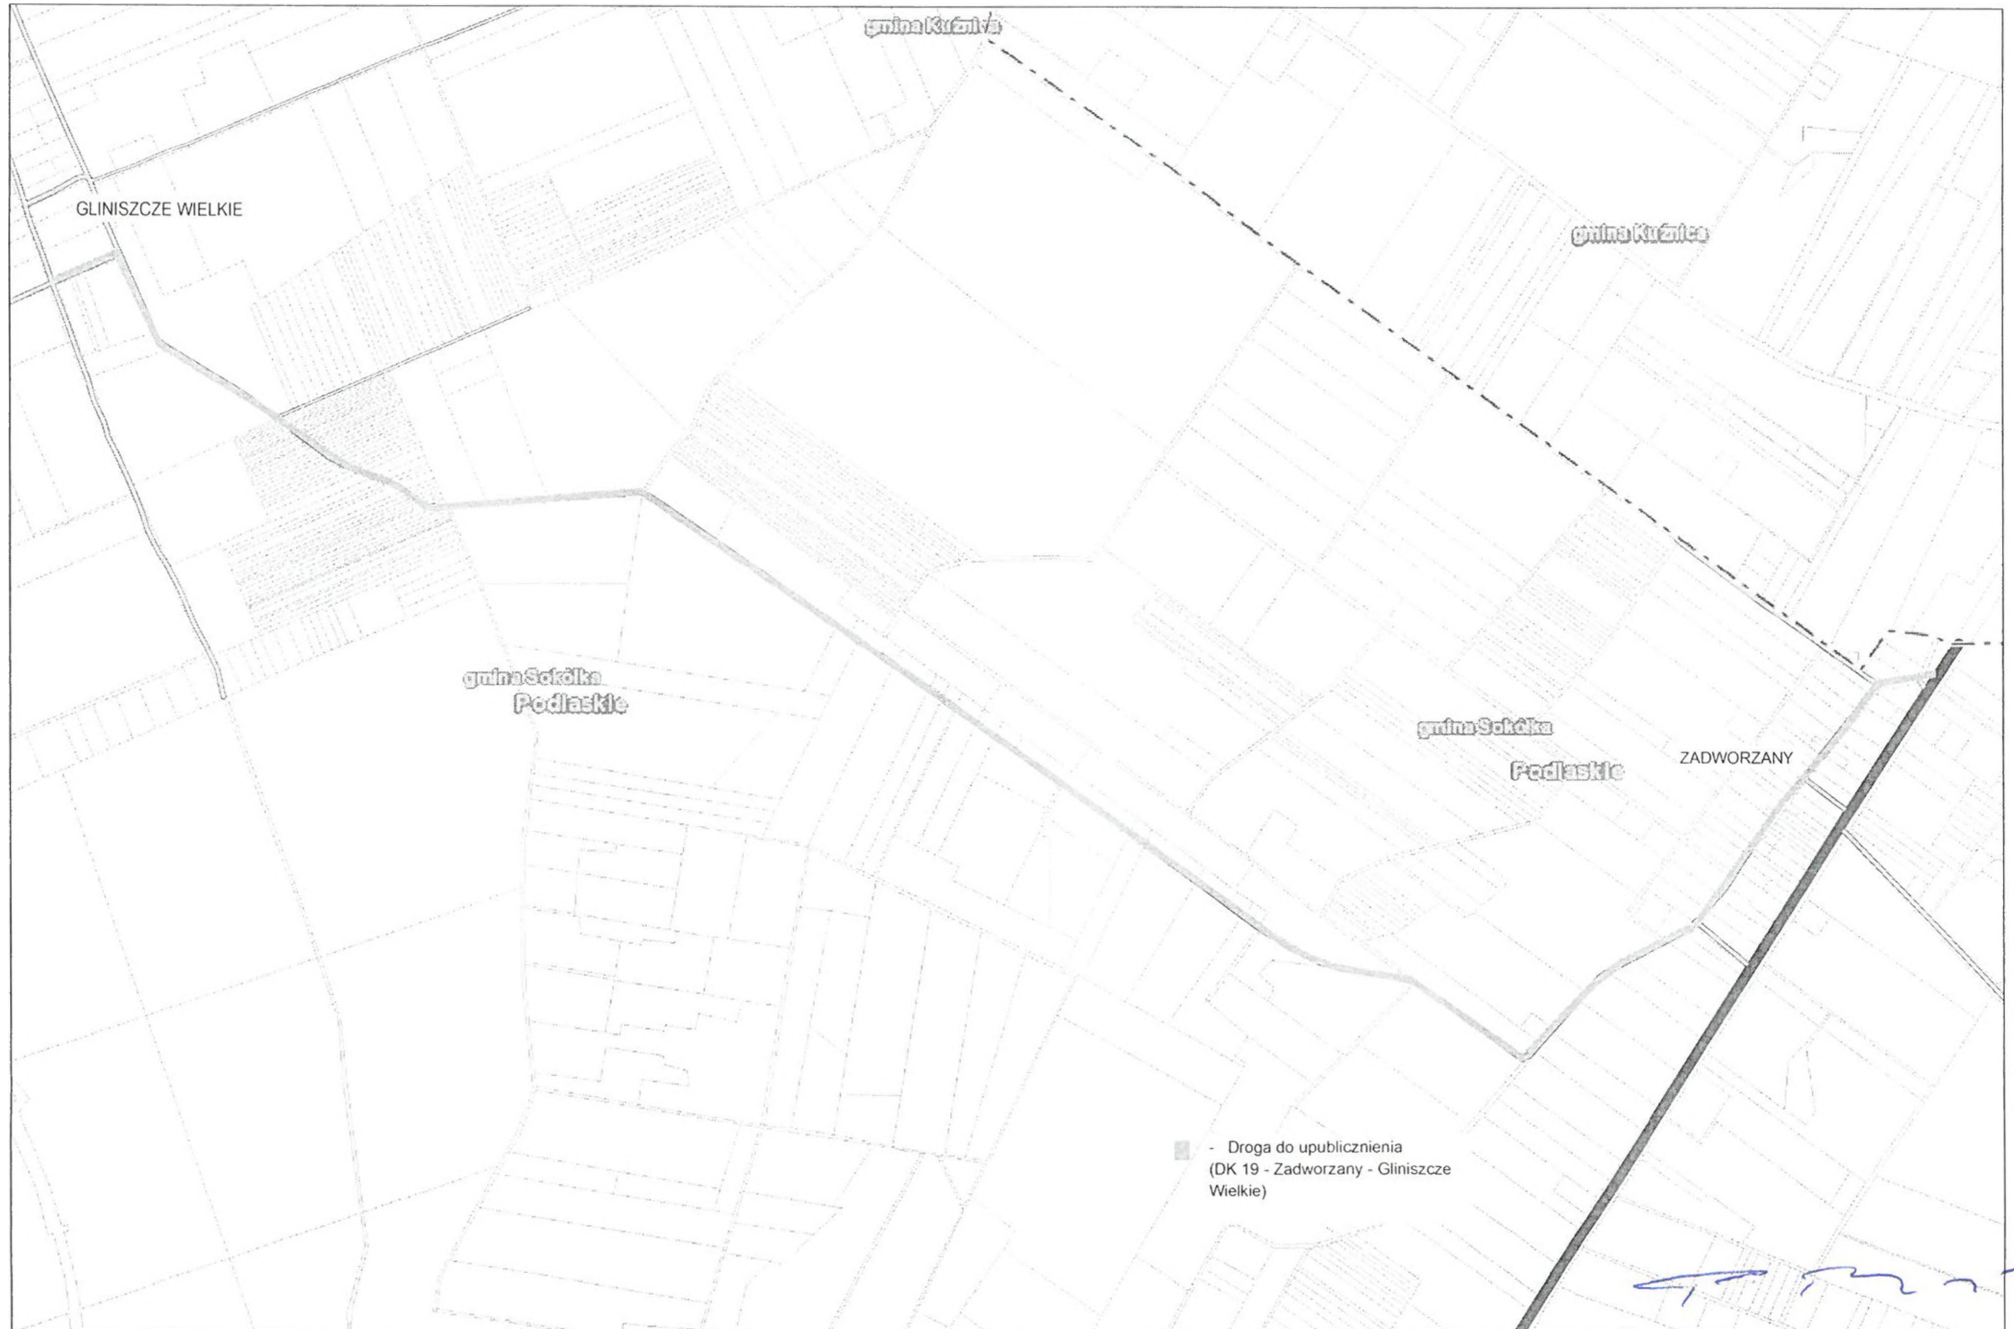 gmina Kuźnica
GLINISZCZE WIELKIE
gmina Kuźnica
gmina Sokółka
Podlaskie
gmina Sokółka
Podlaskie
ZADWORZANY
- Droga do upublicznienia
(DK 19 - Zadworzany - Gliniszcze
Wielkie)